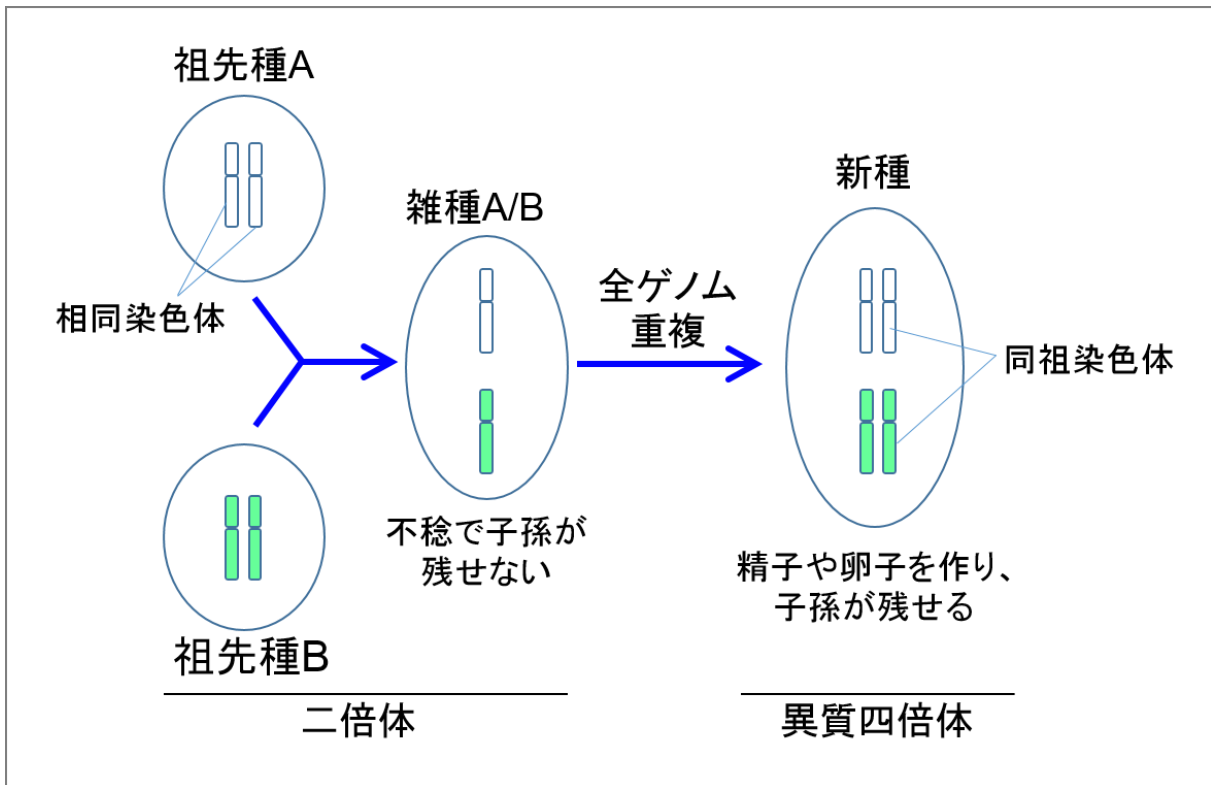 祖先種A
相同染色体
祖先種B
雑種A/B
不稔で子孫が
残せない
二倍体
全ゲノム
重複
新種
同祖染色体
精子や卵子を作り、
子孫が残せる
異質四倍体